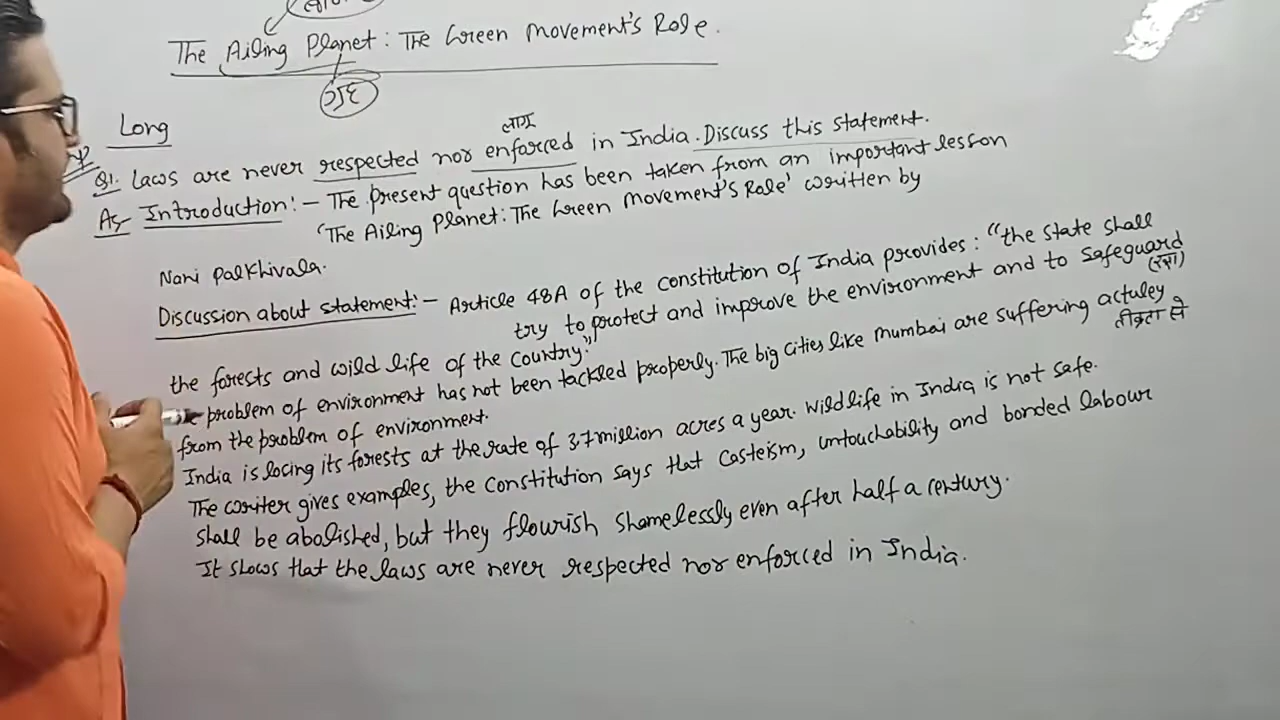 The Ailing Planet : The Green Movement's Role.
ग्रह
Long
लागू
Q1. Laws are never respected nor enforced in India. Discuss this statement.
Ans Introduction:- The present question has been taken from an important lesson
'The Ailing Planet: The Green Movement's Role' written by
Nani Palkhivala.
Discussion about statement:- Article 48A of the constitution of India provides: "the state shall
try to protect and improve the environment and to safeguard
(रक्षा)
the forests and wild life of the country."
problem of environment has not been tackled properly. The big cities like Mumbai are suffering actuley
तीव्रता से
from the problem of environment.
India is locing its forests at the rate of 3.7 million acres a year. Wildlife in India is not safe.
The writer gives examples, the constitution says that casteism, untouchability and bonded labour
shall be abolished, but they flourish shamelessly even after half a century.
It shows that the laws are never respected nor enforced in India.